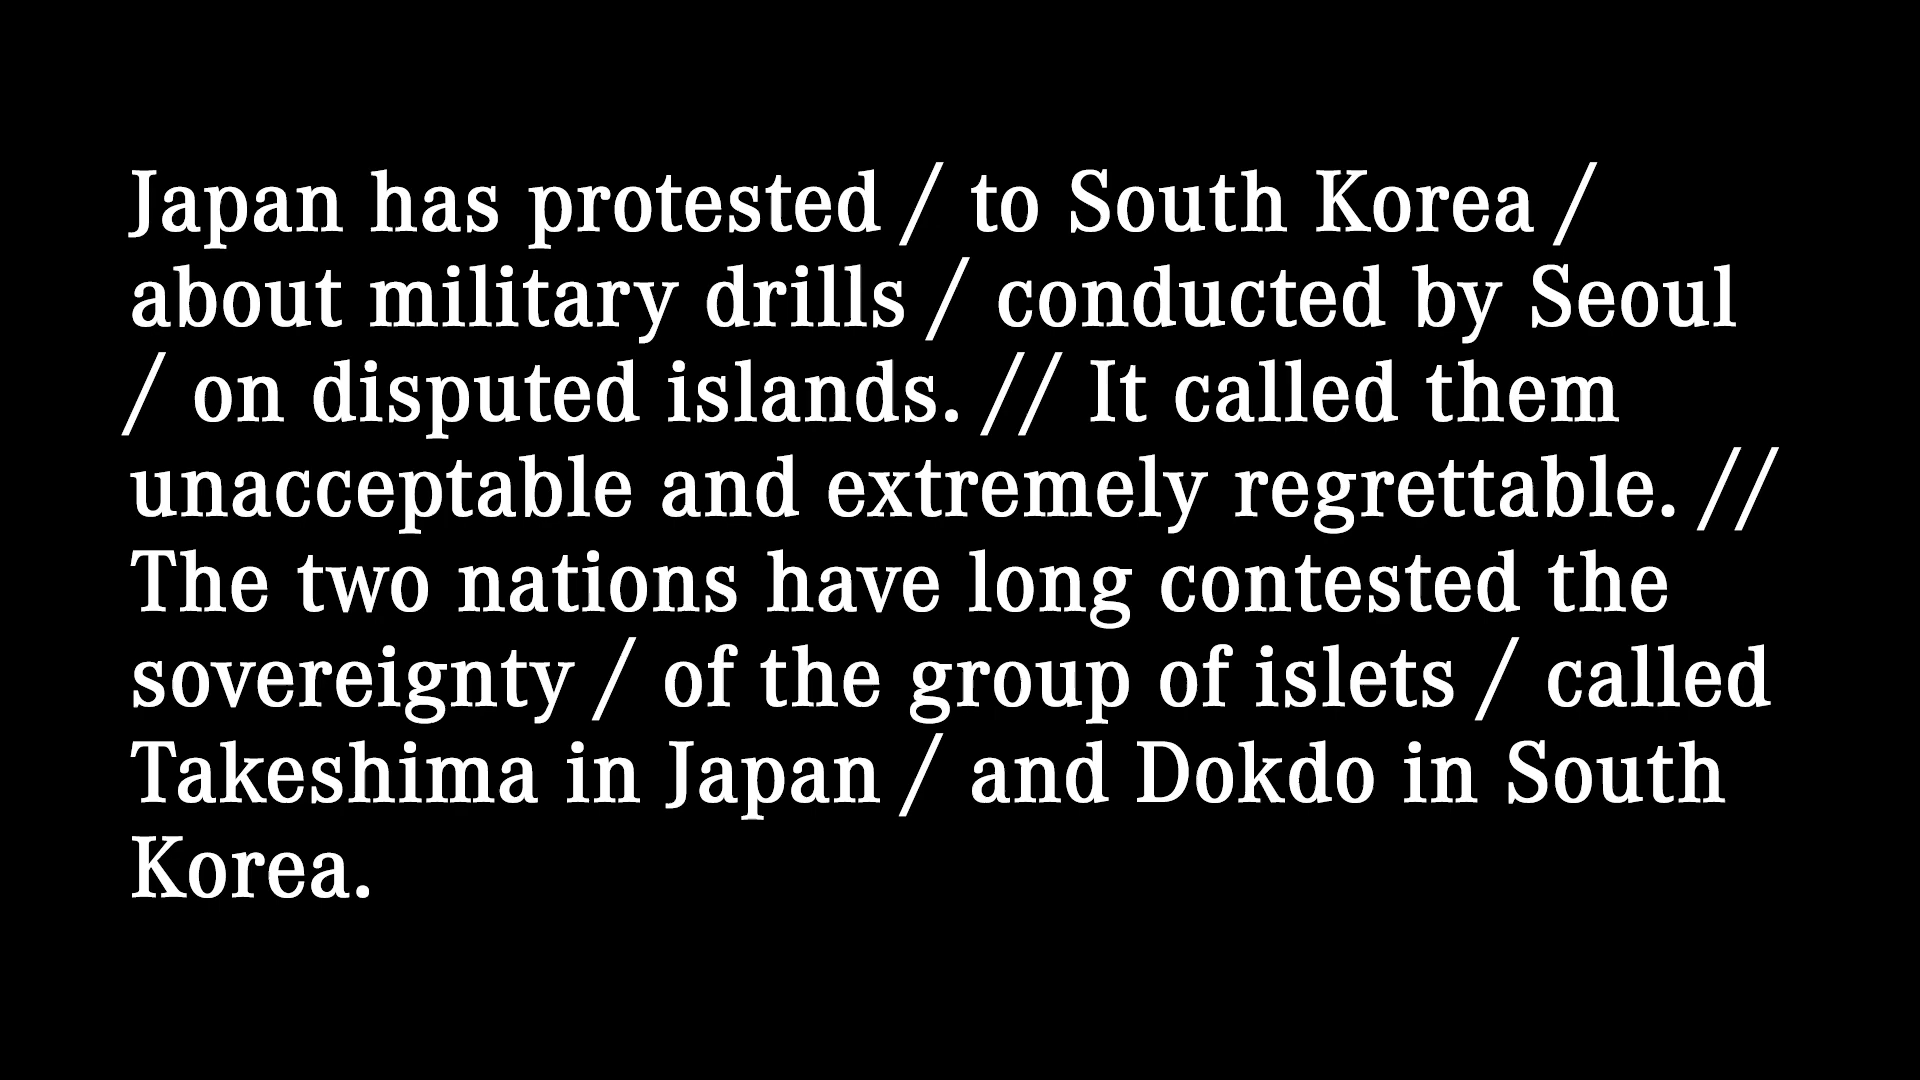 Japan has protested / to South Korea /
about military drills / conducted by Seoul
/ on disputed islands. // It called them
unacceptable and extremely regrettable. //
The two nations have long contested the
sovereignty / of the group of islets / called
Takeshima in Japan / and Dokdo in South
Korea.